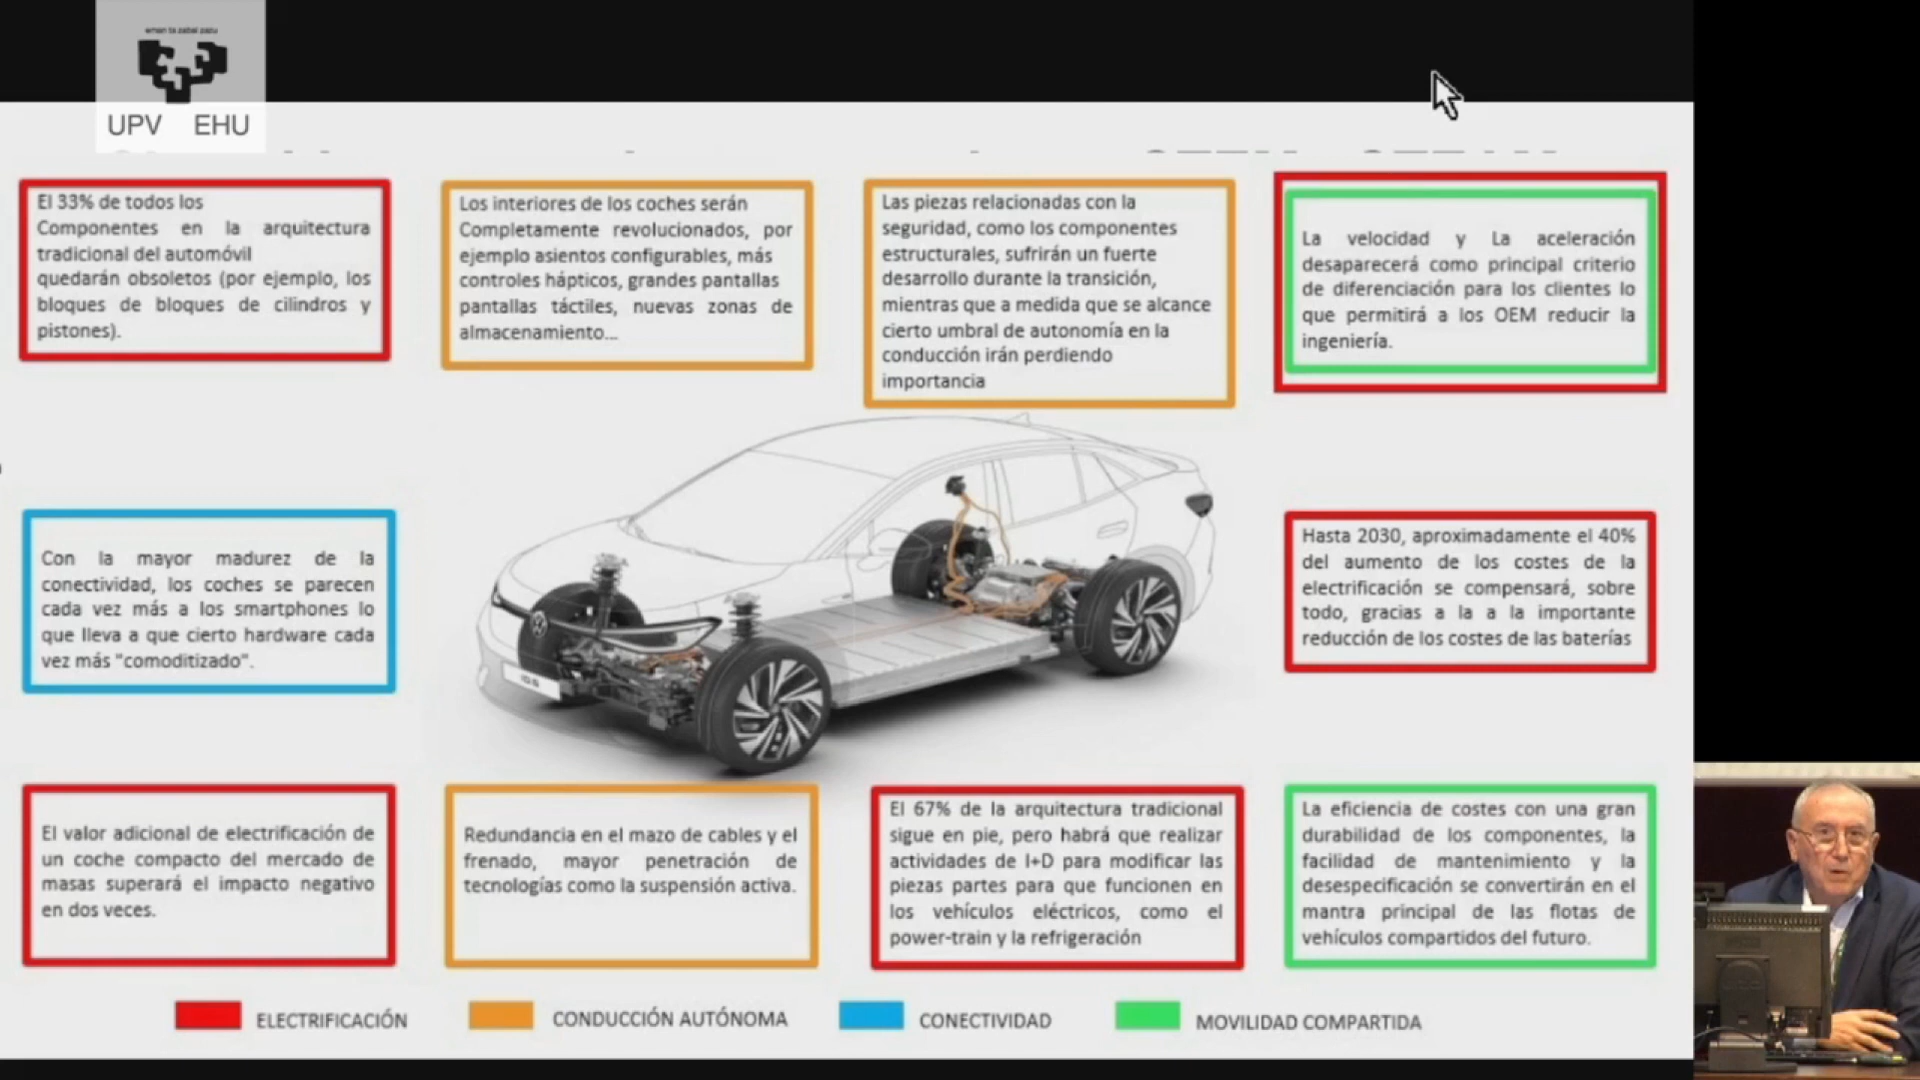 eman ta zabal zazu
UPV EHU
El 33% de todos los
Componentes en la arquitectura
tradicional del automóvil
quedarán obsoletos (por ejemplo, los
bloques de bloques de cilindros y
pistones).
Los interiores de los coches serán
Completamente revolucionados, por
ejemplo asientos configurables, más
controles hápticos, grandes pantallas
pantallas táctiles, nuevas zonas de
almacenamiento...
Las piezas relacionadas con la
seguridad, como los componentes
estructurales, sufrirán un fuerte
desarrollo durante la transición,
mientras que a medida que se alcance
cierto umbral de autonomía en la
conducción irán perdiendo
importancia
La velocidad y La aceleración
desaparecerá como principal criterio
de diferenciación para los clientes lo
que permitirá a los OEM reducir la
ingeniería.
Con la mayor madurez de la
conectividad, los coches se parecen
cada vez más a los smartphones lo
que lleva a que cierto hardware cada
vez más "comoditizado".
Hasta 2030, aproximadamente el 40%
del aumento de los costes de la
electrificación se compensará, sobre
todo, gracias a la a la importante
reducción de los costes de las baterías
El valor adicional de electrificación de
un coche compacto del mercado de
masas superará el impacto negativo
en dos veces.
Redundancia en el mazo de cables y el
frenado, mayor penetración de
tecnologías como la suspensión activa.
El 67% de la arquitectura tradicional
sigue en pie, pero habrá que realizar
actividades de I+D para modificar las
piezas partes para que funcionen en
los vehículos eléctricos, como el
power-train y la refrigeración
La eficiencia de costes con una gran
durabilidad de los componentes, la
facilidad de mantenimiento y la
desespecificación se convertirán en el
mantra principal de las flotas de
vehículos compartidos del futuro.
ELECTRIFICACIÓN
CONDUCCIÓN AUTÓNOMA
CONECTIVIDAD
MOVILIDAD COMPARTIDA